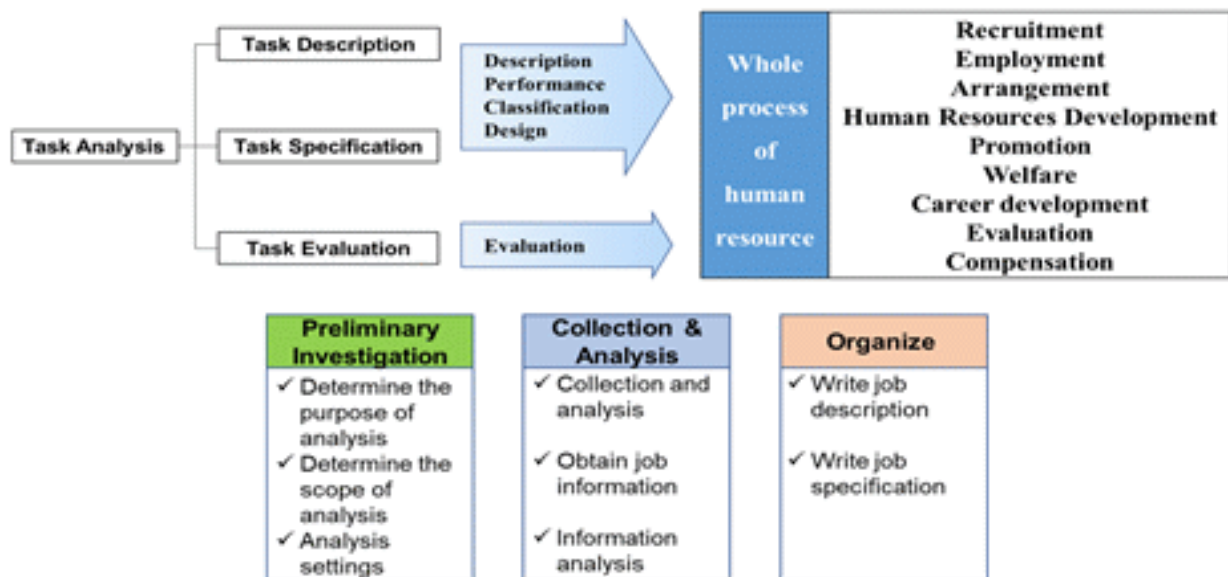 Task Analysis
Task Description
Task Specification
Task Evaluation
Description
Performance
Classification
Design
Evaluation
Whole
process
of
human
resource
Recruitment
Employment
Arrangement
Human Resources Development
Promotion
Welfare
Career development
Evaluation
Compensation
Preliminary
Investigation
✓ Determine the
purpose of
analysis
✓ Determine the
scope of
analysis
✓ Analysis
settings
Collection &
Analysis
✓ Collection and
analysis
✓ Obtain job
information
✓ Information
analysis
Organize
✓ Write job
description
✓ Write job
specification